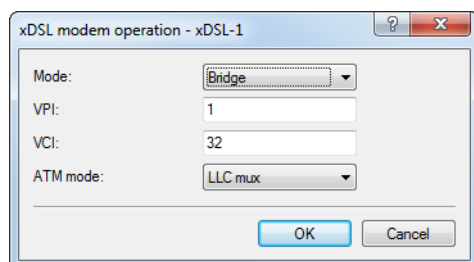 xDSL modem operation - xDSL-1
Mode: Bridge
VPI: 1
VCI: 32
ATM mode: LLC mux
OK Cancel